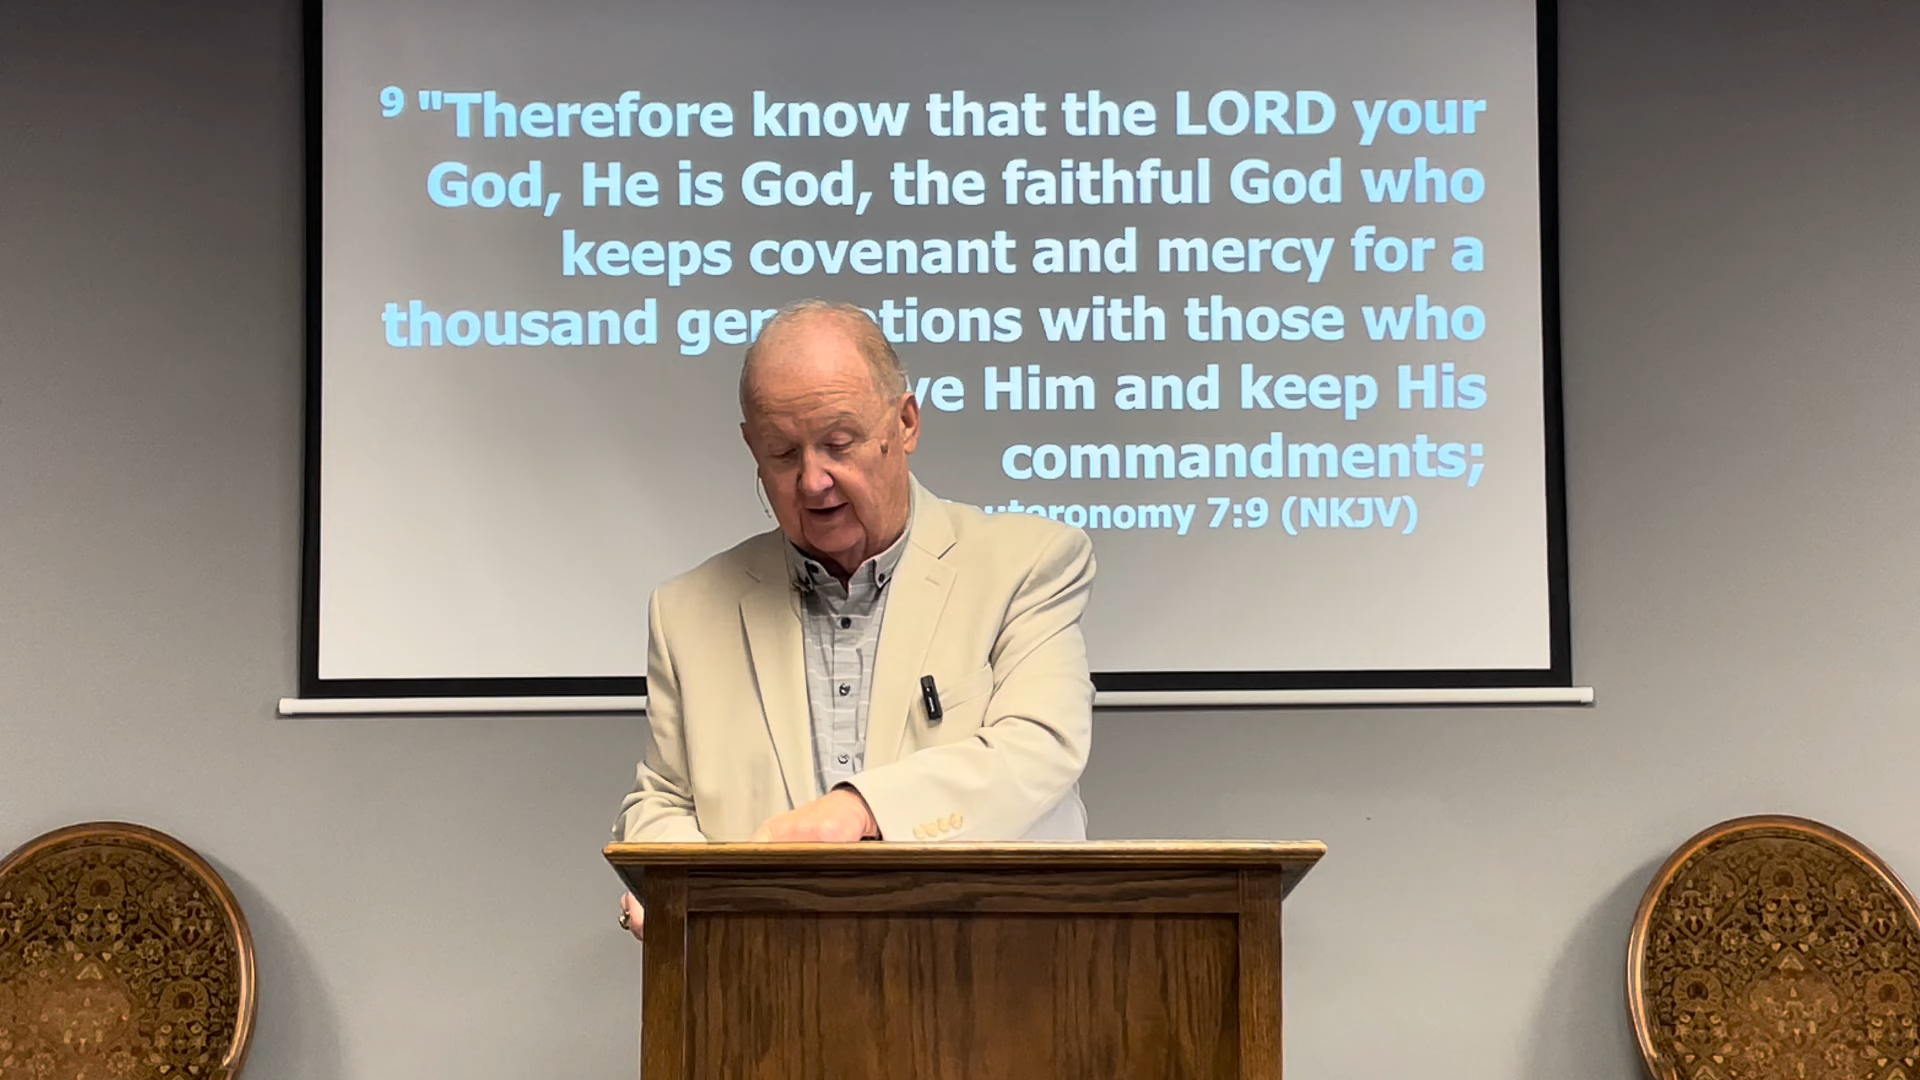 9 "Therefore know that the LORD your
God, He is God, the faithful God who
keeps covenant and mercy for a
thousand with those who
Him and keep His
commandments;
7:9 (NKJV)